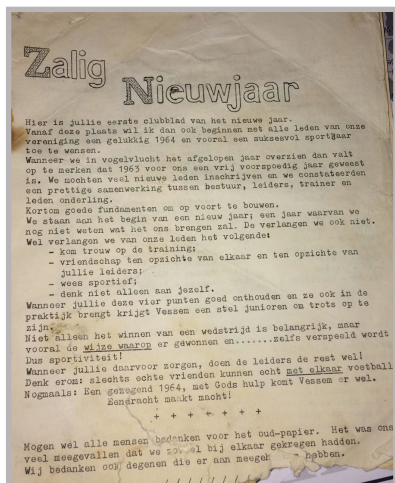 Zalig
Nieuwjaar
Hier is jullie eerste clubblad van het nieuwe jaar.
Vanaf deze plaats wil ik dan ook beginnen met alle leden van onze
vereniging een gelukkig 1964 en vooral een suksesvol sportjaar
toe te wensen.
Wanneer we in vogelvlucht het afgelopen jaar overzien dan valt
op te merken dat 1963 voor ons een vrij voorspoedig jaar geweest
is. We mochten veel nieuwe leden inschrijven en we constateerden
een prettige samenwerking tussen bestuur, leiders, trainer en
leden onderling.
Kortom goede fundamenten om op voort te bouwen.
We staan aan het begin van een nieuw jaar; een jaar waarvan we
nog niet weten wat het ons brengen zal. De verlangen we ook niet.
Wel verlangen we van onze leden het volgende:
- kom trouw op de training;
- vriendschap ten opzichte van elkaar en ten opzichte van
jullie leiders;
- wees sportief;
- denk niet alleen aan jezelf.
Wanneer jullie deze vier punten goed onthouden en ze ook in de
praktijk brengt krijgt Vessem een stel junioren om trots op te
zijn.
Niet alleen het winnen van een wedstrijd is belangrijk, maar
vooral de wijze waarop er gewonnen en.......zelfs verspeeld wordt
Dus sportiviteit!
Wanneer jullie daarvoor zorgen, doen de leiders de rest wel!
Denk erom: slechts echte vrienden kunnen echt met elkaar voetball
Nogmaals: Een gezegend 1964, met Gods hulp komt Vessem er wel.
Eendracht maakt macht!
+ + + + + + +
Mogen wel alle mensen bedanken voor het oud-papier. Het was ons
veel meegevallen dat we zoveel bij elkaar gekregen hadden.
Wij bedanken ook degenen die er aan meegeh hebben.